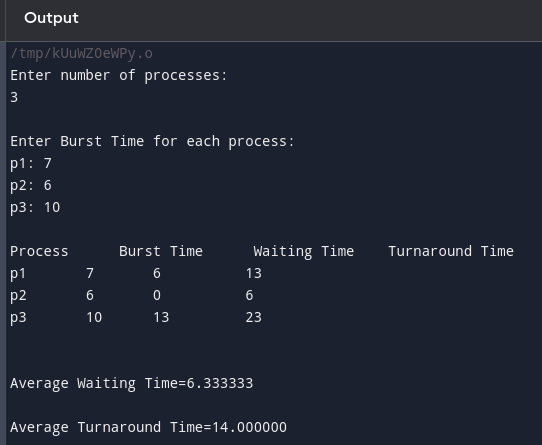 Output
/tmp/kUuWZOeWPy.o
Enter number of processes:
3
Enter Burst Time for each process:
p1: 7
p2: 6
p3: 10
Process Burst Time Waiting Time Turnaround Time
p1 7 6 13
p2 6 0 6
p3 10 13 23
Average Waiting Time=6.333333
Average Turnaround Time=14.000000